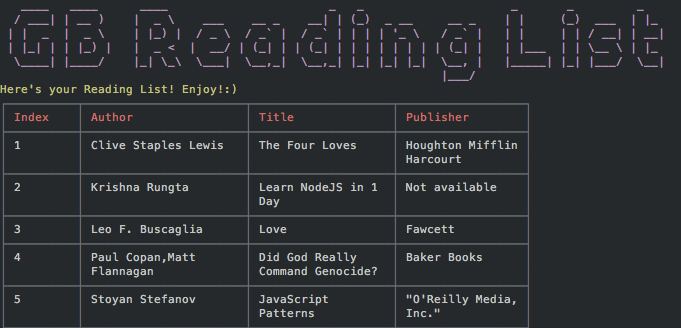 GB Reading List
Here's your Reading List! Enjoy!:)
Index Author Title Publisher
1 Clive Staples Lewis The Four Loves Houghton Mifflin
Harcourt
2 Krishna Rungta Learn NodeJS in 1 Not available
Day
3 Leo F. Buscaglia Love Fawcett
4 Paul Copan,Matt Did God Really Baker Books
Flannagan Command Genocide?
5 Stoyan Stefanov JavaScript "O'Reilly Media,
Patterns Inc."